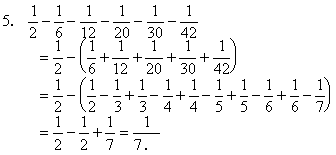 5. 1/2 − 1/6 − 1/12 − 1/20 − 1/30 − 1/42
= 1/2 − (1/6 + 1/12 + 1/20 + 1/30 + 1/42)
= 1/2 − (1/2 − 1/3 + 1/3 − 1/4 + 1/4 − 1/5 + 1/5 − 1/6 + 1/6 − 1/7)
= 1/2 − 1/2 + 1/7 = 1/7.